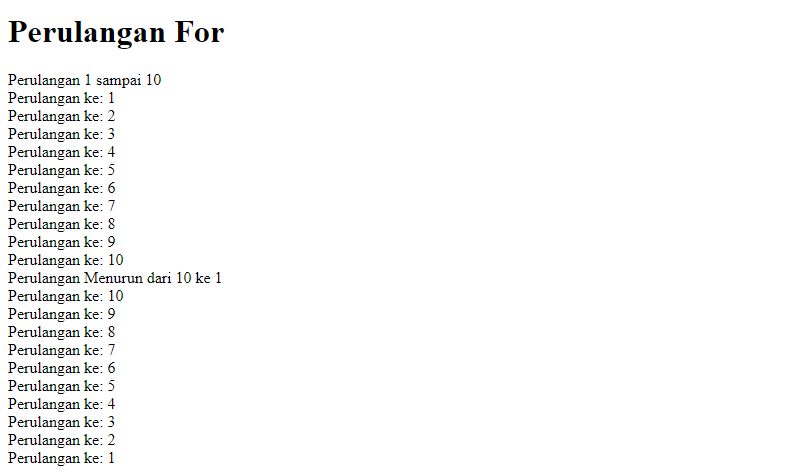 Perulangan For
Perulangan 1 sampai 10
Perulangan ke: 1
Perulangan ke: 2
Perulangan ke: 3
Perulangan ke: 4
Perulangan ke: 5
Perulangan ke: 6
Perulangan ke: 7
Perulangan ke: 8
Perulangan ke: 9
Perulangan ke: 10
Perulangan Menurun dari 10 ke 1
Perulangan ke: 10
Perulangan ke: 9
Perulangan ke: 8
Perulangan ke: 7
Perulangan ke: 6
Perulangan ke: 5
Perulangan ke: 4
Perulangan ke: 3
Perulangan ke: 2
Perulangan ke: 1